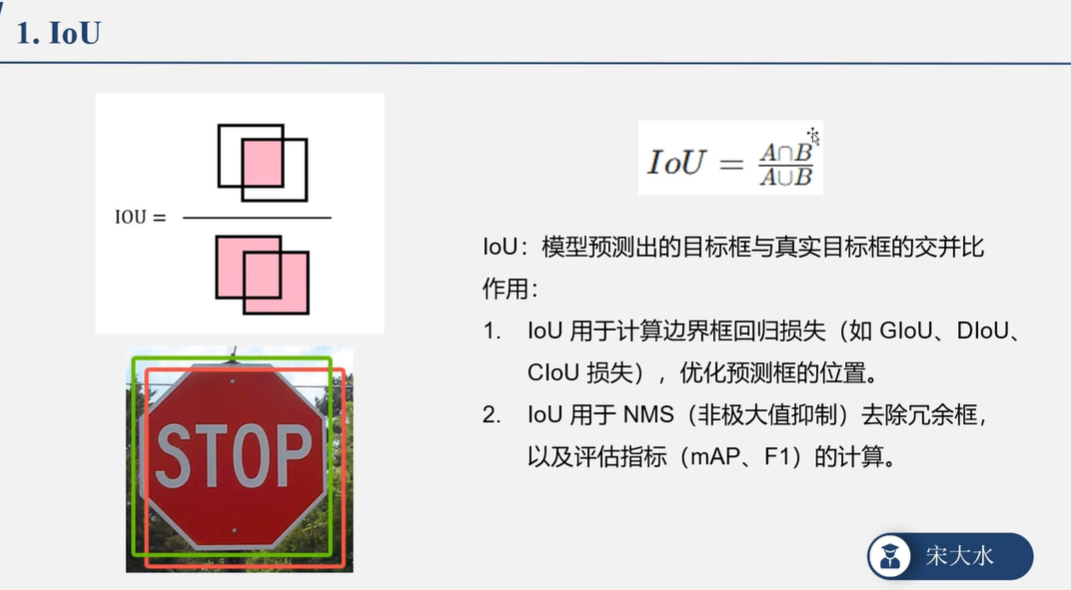 1. IoU
IOU =
IoU = A∩B / A∪B
IoU：模型预测出的目标框与真实目标框的交并比
作用：
1. IoU 用于计算边界框回归损失（如 GIoU、DIoU、
CIoU 损失），优化预测框的位置。
2. IoU 用于 NMS（非极大值抑制）去除冗余框，
以及评估指标（mAP、F1）的计算。
STOP
宋大水